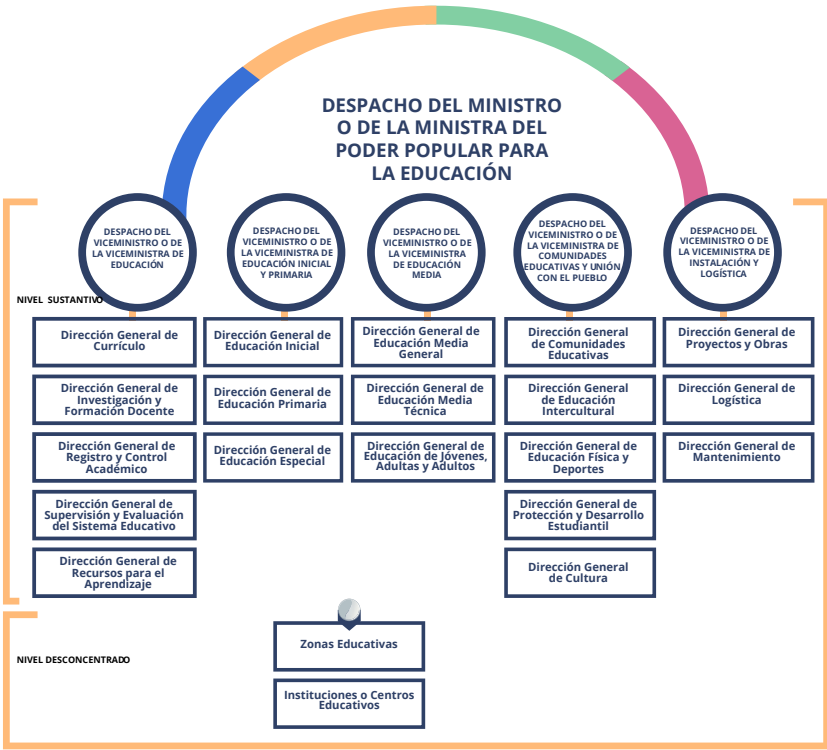 DESPACHO DEL MINISTRO
O DE LA MINISTRA DEL
PODER POPULAR PARA
LA EDUCACIÓN
DESPACHO DEL
VICEMINISTRO O DE
LA VICEMINISTRA DE
EDUCACIÓN
DESPACHO DEL
VICEMINISTRO O DE
LA VICEMINISTRA DE
EDUCACIÓN INICIAL
Y PRIMARIA
DESPACHO DEL
VICEMINISTRO O DE
LA VICEMINISTRA
DE EDUCACIÓN
MEDIA
DESPACHO DEL
VICEMINISTRO O DE
LA VICEMINISTRA DE
COMUNIDADES
EDUCATIVAS Y UNIÓN
CON EL PUEBLO
DESPACHO DEL
VICEMINISTRO O DE
LA VICEMINISTRA DE
INSTALACIÓN Y
LOGÍSTICA
NIVEL SUSTANTIVO
Dirección General de
Currículo
Dirección General de
Investigación y
Formación Docente
Dirección General de
Registro y Control
Académico
Dirección General de
Supervisión y Evaluación
del Sistema Educativo
Dirección General de
Recursos para el
Aprendizaje
Dirección General de
Educación Inicial
Dirección General de
Educación Primaria
Dirección General de
Educación Especial
Dirección General de
Educación Media
General
Dirección General de
Educación Media
Técnica
Dirección General de
Educación de Jóvenes,
Adultas y Adultos
Dirección General
de Comunidades
Educativas
Dirección General
de Educación
Intercultural
Dirección General de
Educación Física y
Deportes
Dirección General de
Protección y Desarrollo
Estudiantil
Dirección General
de Cultura
Dirección General de
Proyectos y Obras
Dirección General de
Logística
Dirección General de
Mantenimiento
NIVEL DESCONCENTRADO
Zonas Educativas
Instituciones o Centros
Educativos